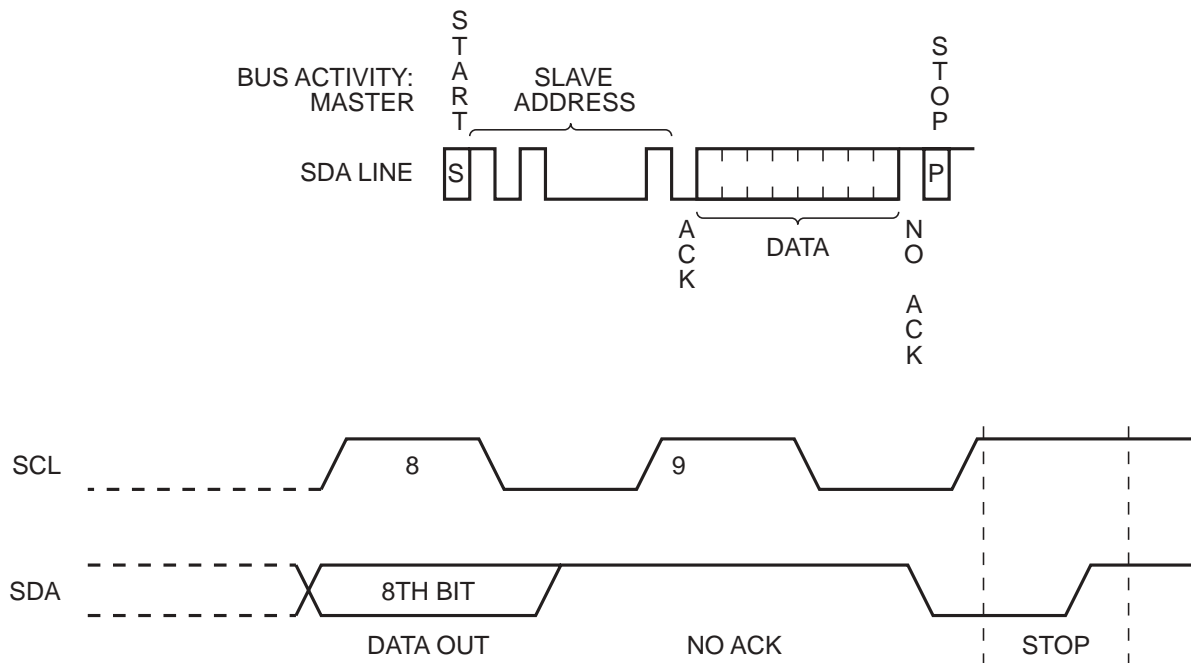 START
STOP
BUS ACTIVITY:
MASTER
SLAVE
ADDRESS
SDA LINE
S
P
ACK
DATA
NO ACK
SCL
8
9
SDA
8TH BIT
DATA OUT
NO ACK
STOP